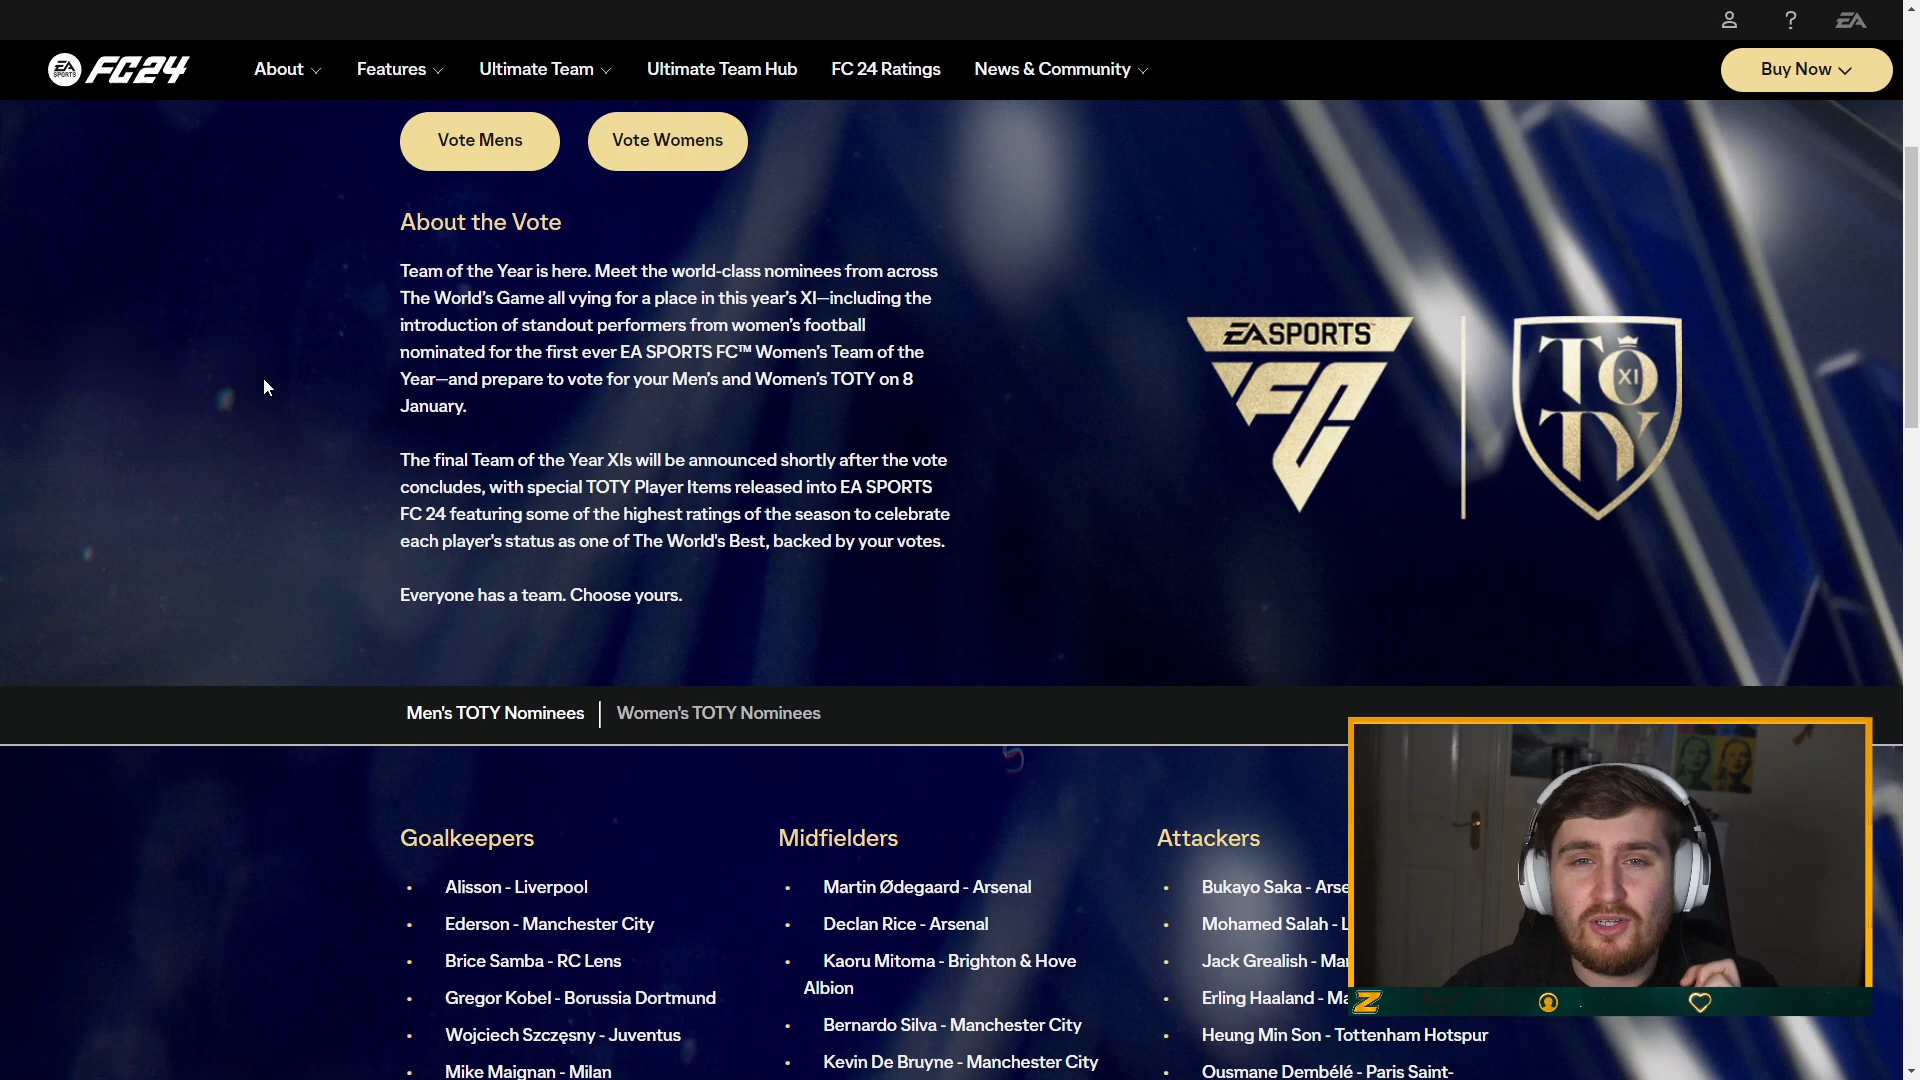 EA
EA SPORTS FC24
About
Features
Ultimate Team
Ultimate Team Hub
FC 24 Ratings
News & Community
Buy Now
Vote Mens
Vote Womens
About the Vote
Team of the Year is here. Meet the world-class nominees from across
The World’s Game all vying for a place in this year’s XI—including the
introduction of standout performers from women’s football
nominated for the first ever EA SPORTS FC™ Women’s Team of the
Year—and prepare to vote for your Men’s and Women’s TOTY on 8
January.
The final Team of the Year XIs will be announced shortly after the vote
concludes, with special TOTY Player Items released into EA SPORTS
FC 24 featuring some of the highest ratings of the season to celebrate
each player's status as one of The World's Best, backed by your votes.
Everyone has a team. Choose yours.
EA SPORTS™
FC
TO XI
TY
Men's TOTY Nominees
Women's TOTY Nominees
Goalkeepers
Alisson - Liverpool
Ederson - Manchester City
Brice Samba - RC Lens
Gregor Kobel - Borussia Dortmund
Wojciech Szczęsny - Juventus
Mike Maignan - Milan
Midfielders
Martin Ødegaard - Arsenal
Declan Rice - Arsenal
Kaoru Mitoma - Brighton & Hove
Albion
Bernardo Silva - Manchester City
Kevin De Bruyne - Manchester City
Attackers
Bukayo Saka - Arse
Mohamed Salah - L
Jack Grealish - Mar
Erling Haaland - Ma
Heung Min Son - Tottenham Hotspur
Ousmane Dembélé - Paris Saint-
Z